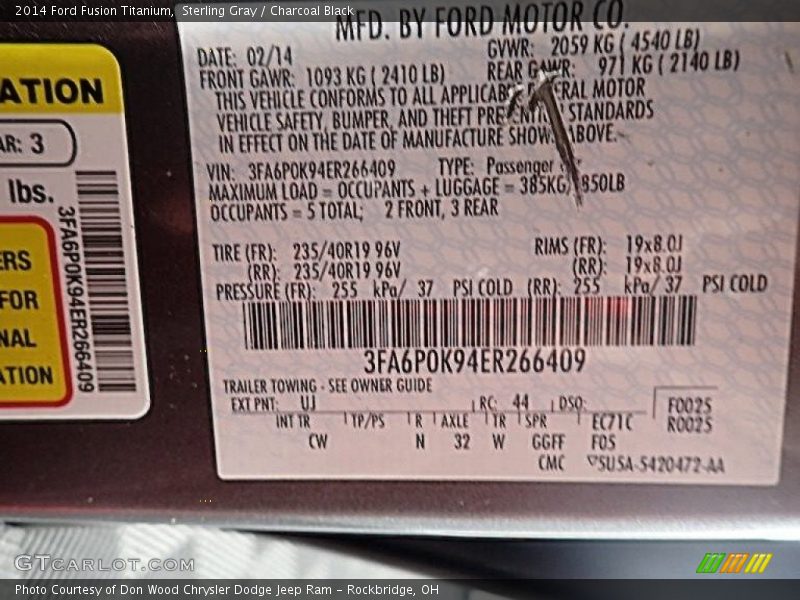 2014 Ford Fusion Titanium, Sterling Gray / Charcoal Black
MFD. BY FORD MOTOR CO.
DATE: 02/14 GVWR: 2059 KG ( 4540 LB)
FRONT GAWR: 1093 KG ( 2410 LB) REAR GAWR: 971 KG ( 2140 LB)
THIS VEHICLE CONFORMS TO ALL MOTOR
VEHICLE SAFETY, BUMPER, AND THEFT PREVENTION STANDARDS
IN EFFECT ON THE DATE OF MANUFACTURE SHOWN ABOVE.
VIN: 3FA6P0K94ER266409 TYPE: Passenger
MAXIMUM LOAD = OCCUPANTS + LUGGAGE = 385KG/ 850LB
OCCUPANTS = 5 TOTAL; 2 FRONT, 3 REAR
TIRE (FR): 235/40R19 96V RIMS (FR): 19x8.0J
(RR): 235/40R19 96V (RR): 19x8.0J
PRESSURE (FR): 255 kPa/ 37 PSI COLD (RR): 255 kPa/ 37 PSI COLD
3FA6P0K94ER266409
TRAILER TOWING - SEE OWNER GUIDE
EXT PNT: UJ RC: 44 DSO: F0025
INT TR TP/PS R AXLE TR SPR EC71C R0025
CW N 32 W GGFF F05
CMC 5U5A-5420472-AA
ATION
AR: 3
lbs.
3FA6P0K94ER266409
ERS
FOR
NAL
ATION
GTCARLOT.COM
Photo Courtesy of Don Wood Chrysler Dodge Jeep Ram – Rockbridge, OH